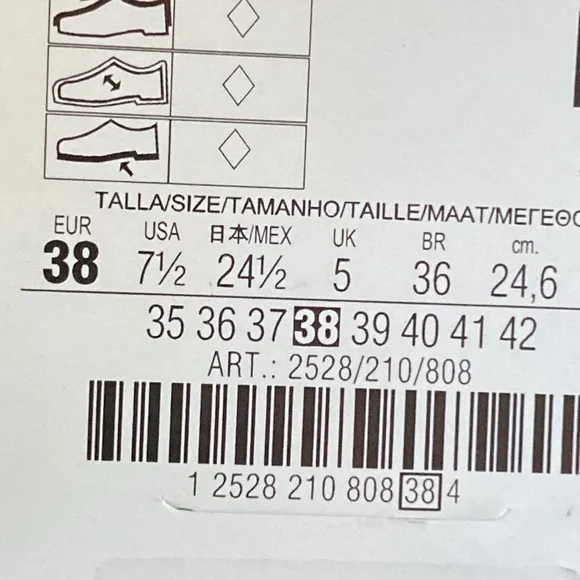 TALLA/SIZE/TAMANHO/TAILLE/MAAT/ΜΕΓΕΘΟ
EUR USA 日本/MEX UK BR cm.
38 7½ 24½ 5 36 24,6
35 36 37 38 39 40 41 42
ART.: 2528/210/808
1 2528 210 808 38 4